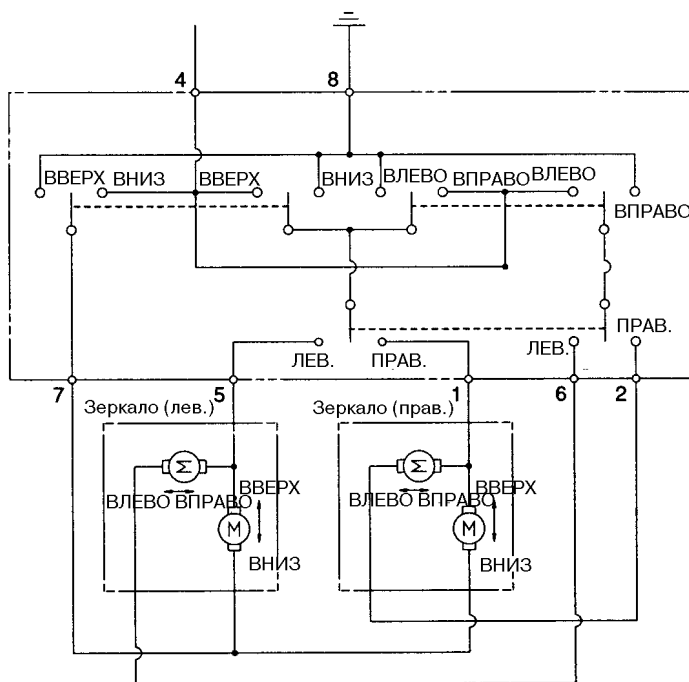 4 8
ВВЕРХ ВНИЗ ВВЕРХ ВНИЗ ВЛЕВО ВПРАВО ВЛЕВО
ВПРАВО
ПРАВ.
ЛЕВ. ПРАВ. ЛЕВ.
7 5 1 6 2
Зеркало (лев.) Зеркало (прав.)
Σ Σ
ВЛЕВО ВПРАВО ВВЕРХ ВЛЕВО ВПРАВО ВВЕРХ
M M
ВНИЗ ВНИЗ